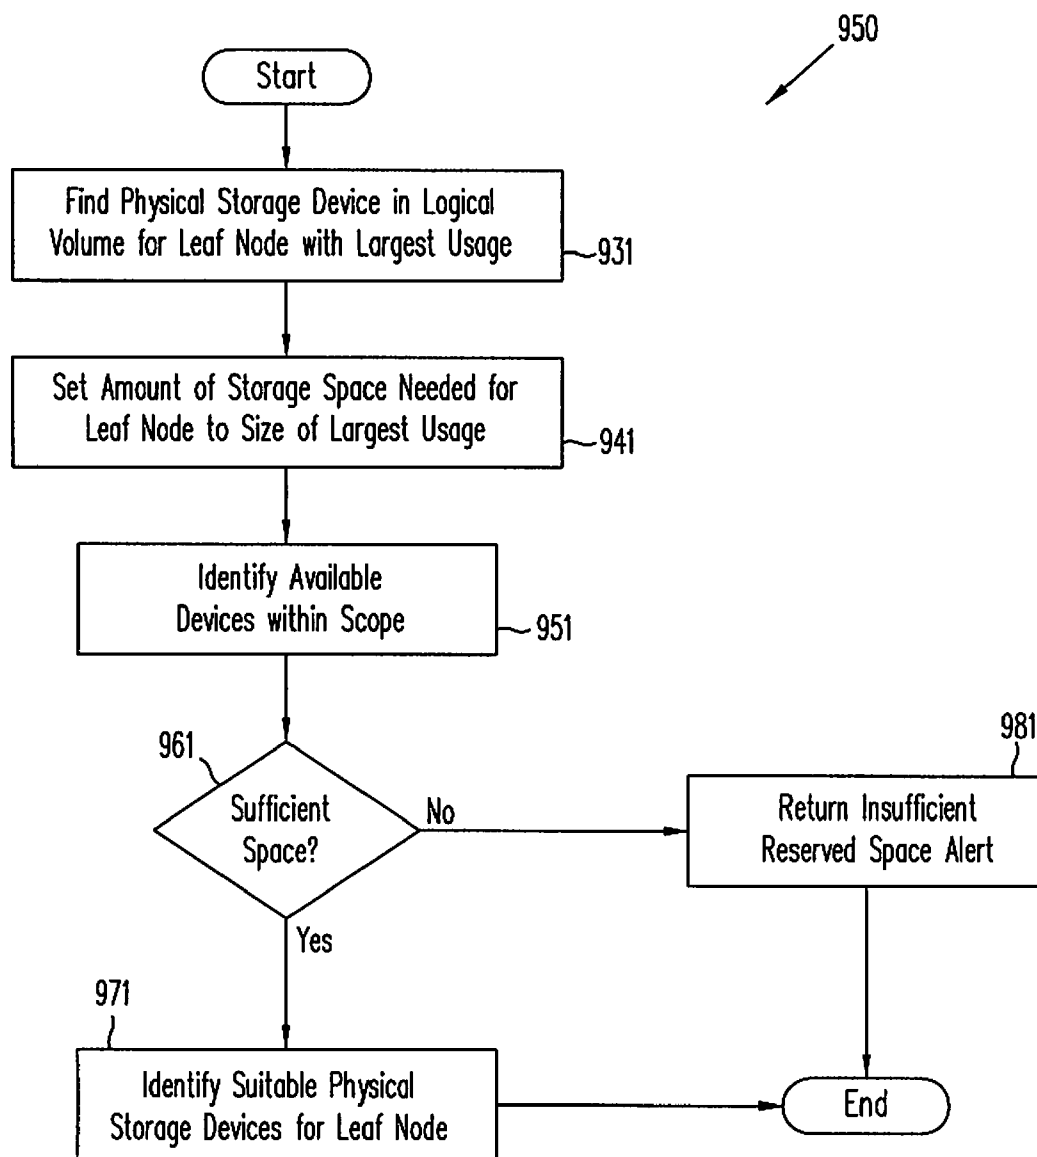 950
Start
Find Physical Storage Device in Logical
Volume for Leaf Node with Largest Usage
931
Set Amount of Storage Space Needed for
Leaf Node to Size of Largest Usage
941
Identify Available
Devices within Scope
951
961
Sufficient
Space?
No
Yes
981
Return Insufficient
Reserved Space Alert
971
Identify Suitable Physical
Storage Devices for Leaf Node
End